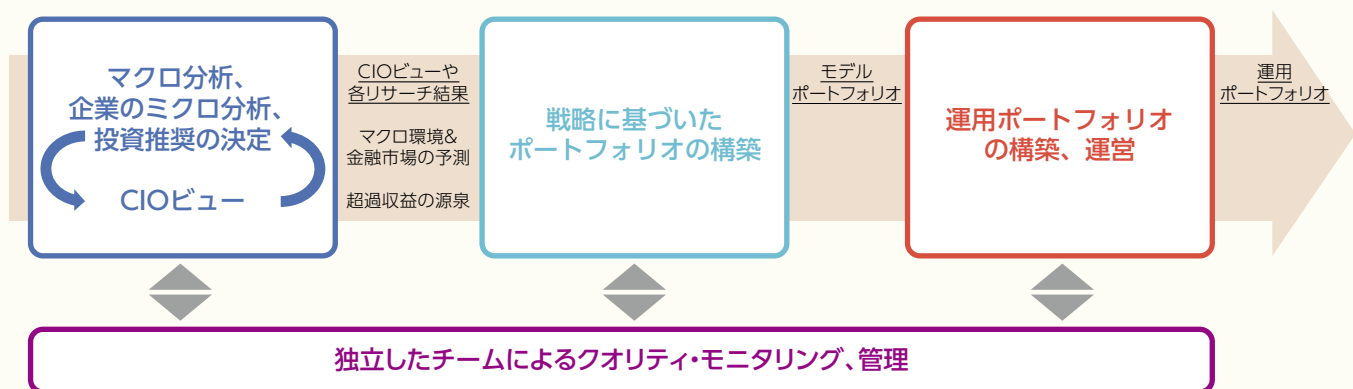 マクロ分析、
企業のミクロ分析、
投資推奨の決定
CIOビュー
CIOビューや
各リサーチ結果
マクロ環境&
金融市場の予測
超過収益の源泉
戦略に基づいた
ポートフォリオの構築
モデル
ポートフォリオ
運用ポートフォリオ
の構築、運営
運用
ポートフォリオ
独立したチームによるクオリティ・モニタリング、管理